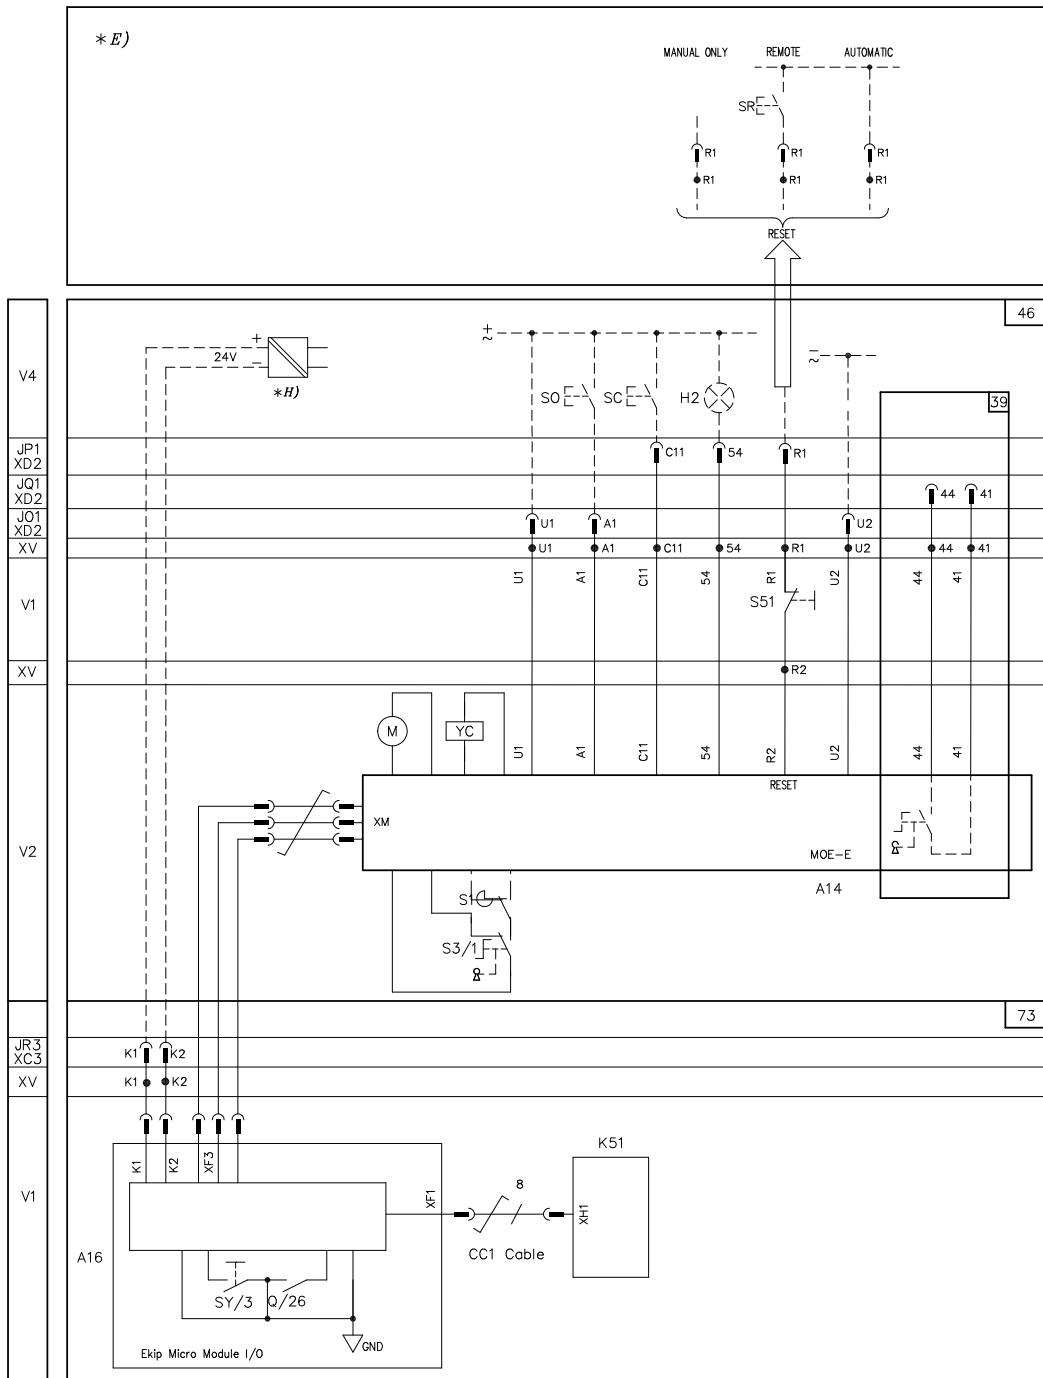 *E)
MANUAL ONLY REMOTE AUTOMATIC
SR
R1 R1 R1
R1 R1 R1
RESET
46
V4
24V
+
−
*H)
+
~
−
~
SO SC H2
39
JP1
XD2
C11 54 R1
JQ1
XD2
44 41
JO1
XD2
U1 A1 U2
XV
U1 A1 C11 54 R1 U2 44 41
V1
U1 A1 C11 54 R1 U2 44 41
S51
XV
R2
V2
M YC
U1 A1 C11 54 R2 U2 44 41
RESET
XM
MOE-E
A14
S1
S3/1
73
JR3
XC3
K1 K2
XV
K1 K2
V1
K1 K2 XF3
K51
XF1
8
XH1
CC1 Cable
A16
SY/3 Q/26
GND
Ekip Micro Module I/O